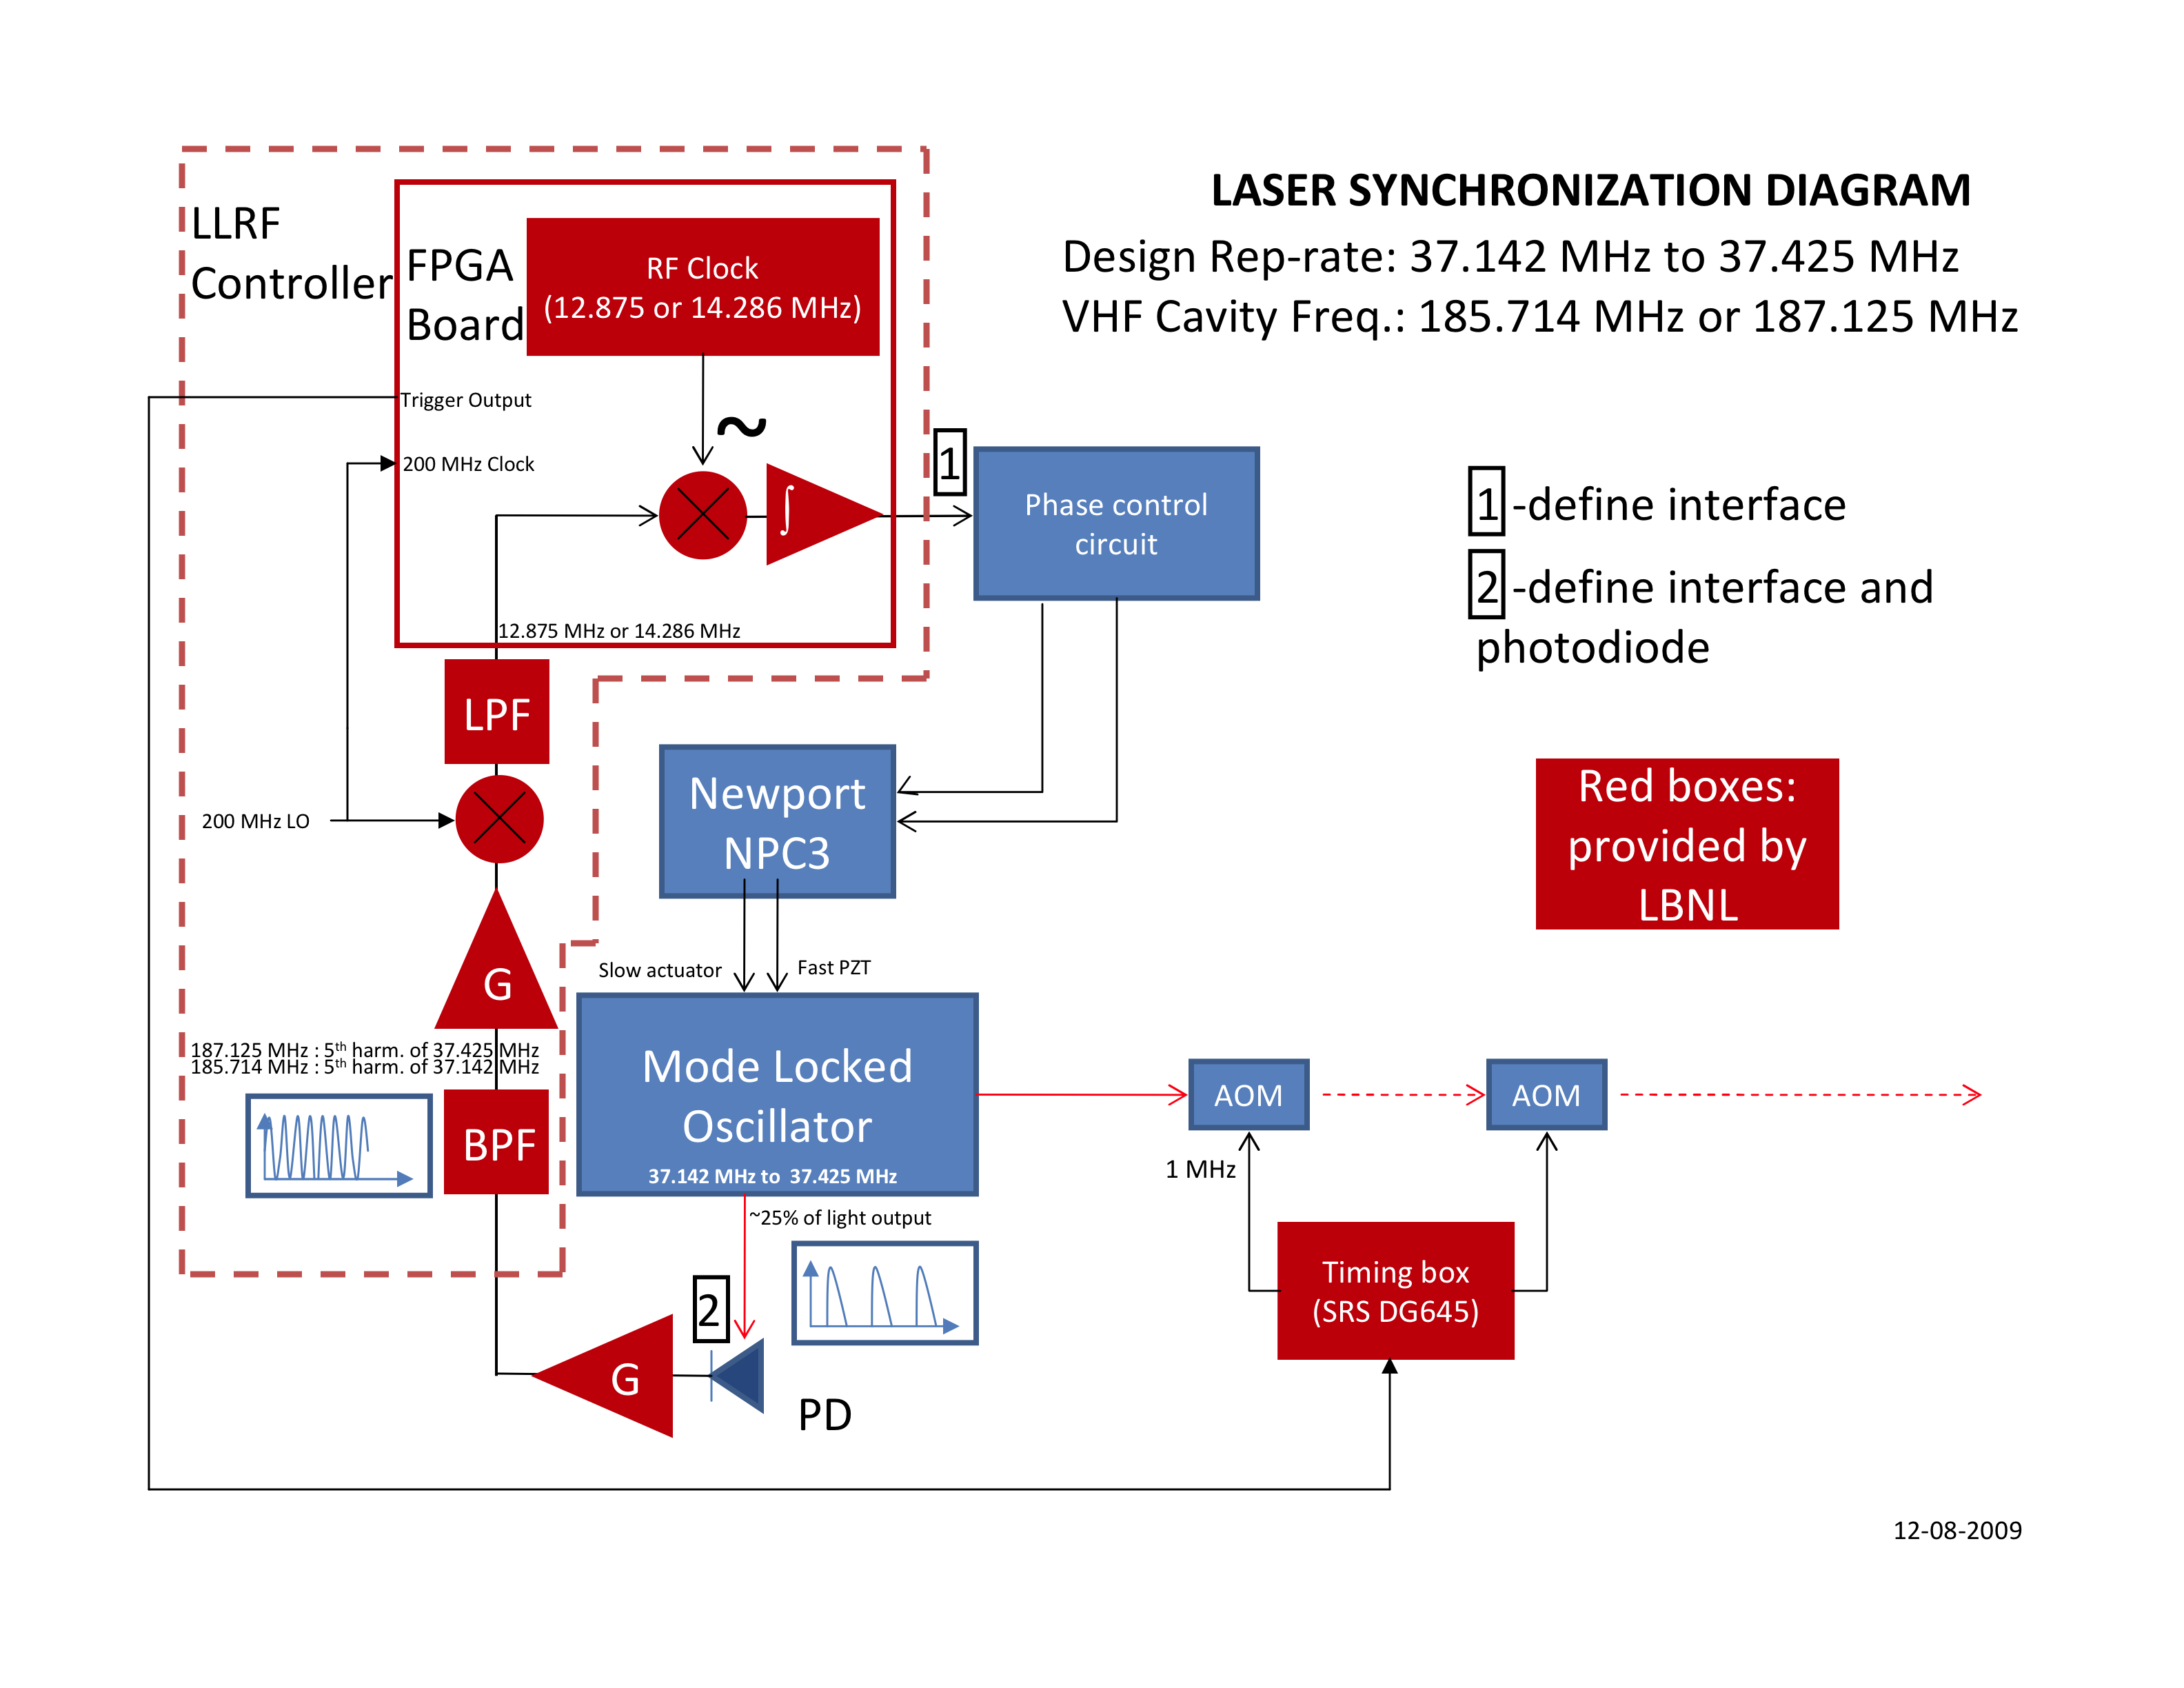 LASER SYNCHRONIZATION DIAGRAM
Design Rep-rate: 37.142 MHz to 37.425 MHz
VHF Cavity Freq.: 185.714 MHz or 187.125 MHz
LLRF
Controller
FPGA
Board
RF Clock
(12.875 or 14.286 MHz)
Trigger Output
~
200 MHz Clock
∫
1
Phase control
circuit
1 -define interface
2 -define interface and
photodiode
12.875 MHz or 14.286 MHz
LPF
200 MHz LO
Newport
NPC3
Red boxes:
provided by
LBNL
G
Slow actuator
Fast PZT
187.125 MHz : 5th harm. of 37.425 MHz
185.714 MHz : 5th harm. of 37.142 MHz
BPF
Mode Locked
Oscillator
37.142 MHz to 37.425 MHz
AOM
AOM
1 MHz
~25% of light output
2
Timing box
(SRS DG645)
G
PD
12-08-2009